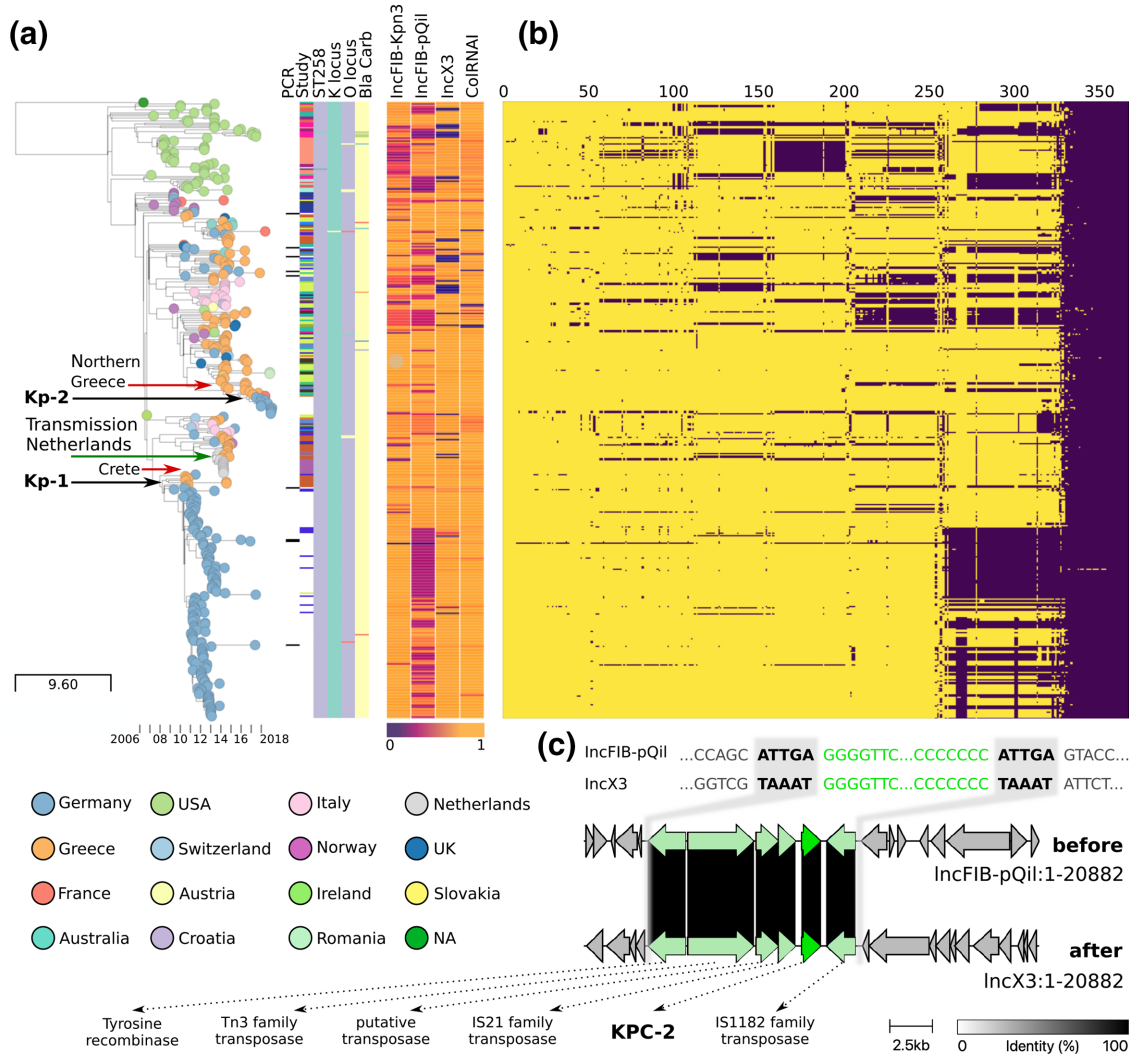 (a)
PCR
Study
ST258
K locus
O locus
Bla Carb
IncFIB-Kpn3
IncFIB-pQil
IncX3
ColRNAI
(b)
0 50 100 150 200 250 300 350
Northern
Greece
Kp-2
Transmission
Netherlands
Crete
Kp-1
9.60
2006 08 10 12 14 16 2018
0 1
Germany USA Italy Netherlands
Greece Switzerland Norway UK
France Austria Ireland Slovakia
Australia Croatia Romania NA
(c)
IncFIB-pQil ...CCAGC ATTGA GGGGTTC...CCCCCCC ATTGA GTACC...
IncX3 ...GGTCG TAAAT GGGGTTC...CCCCCCC TAAAT ATTCT...
before
IncFIB-pQil:1-20882
after
IncX3:1-20882
Tyrosine
recombinase
Tn3 family
transposase
putative
transposase
IS21 family
transposase
KPC-2
IS1182 family
transposase
2.5kb
0 Identity (%) 100